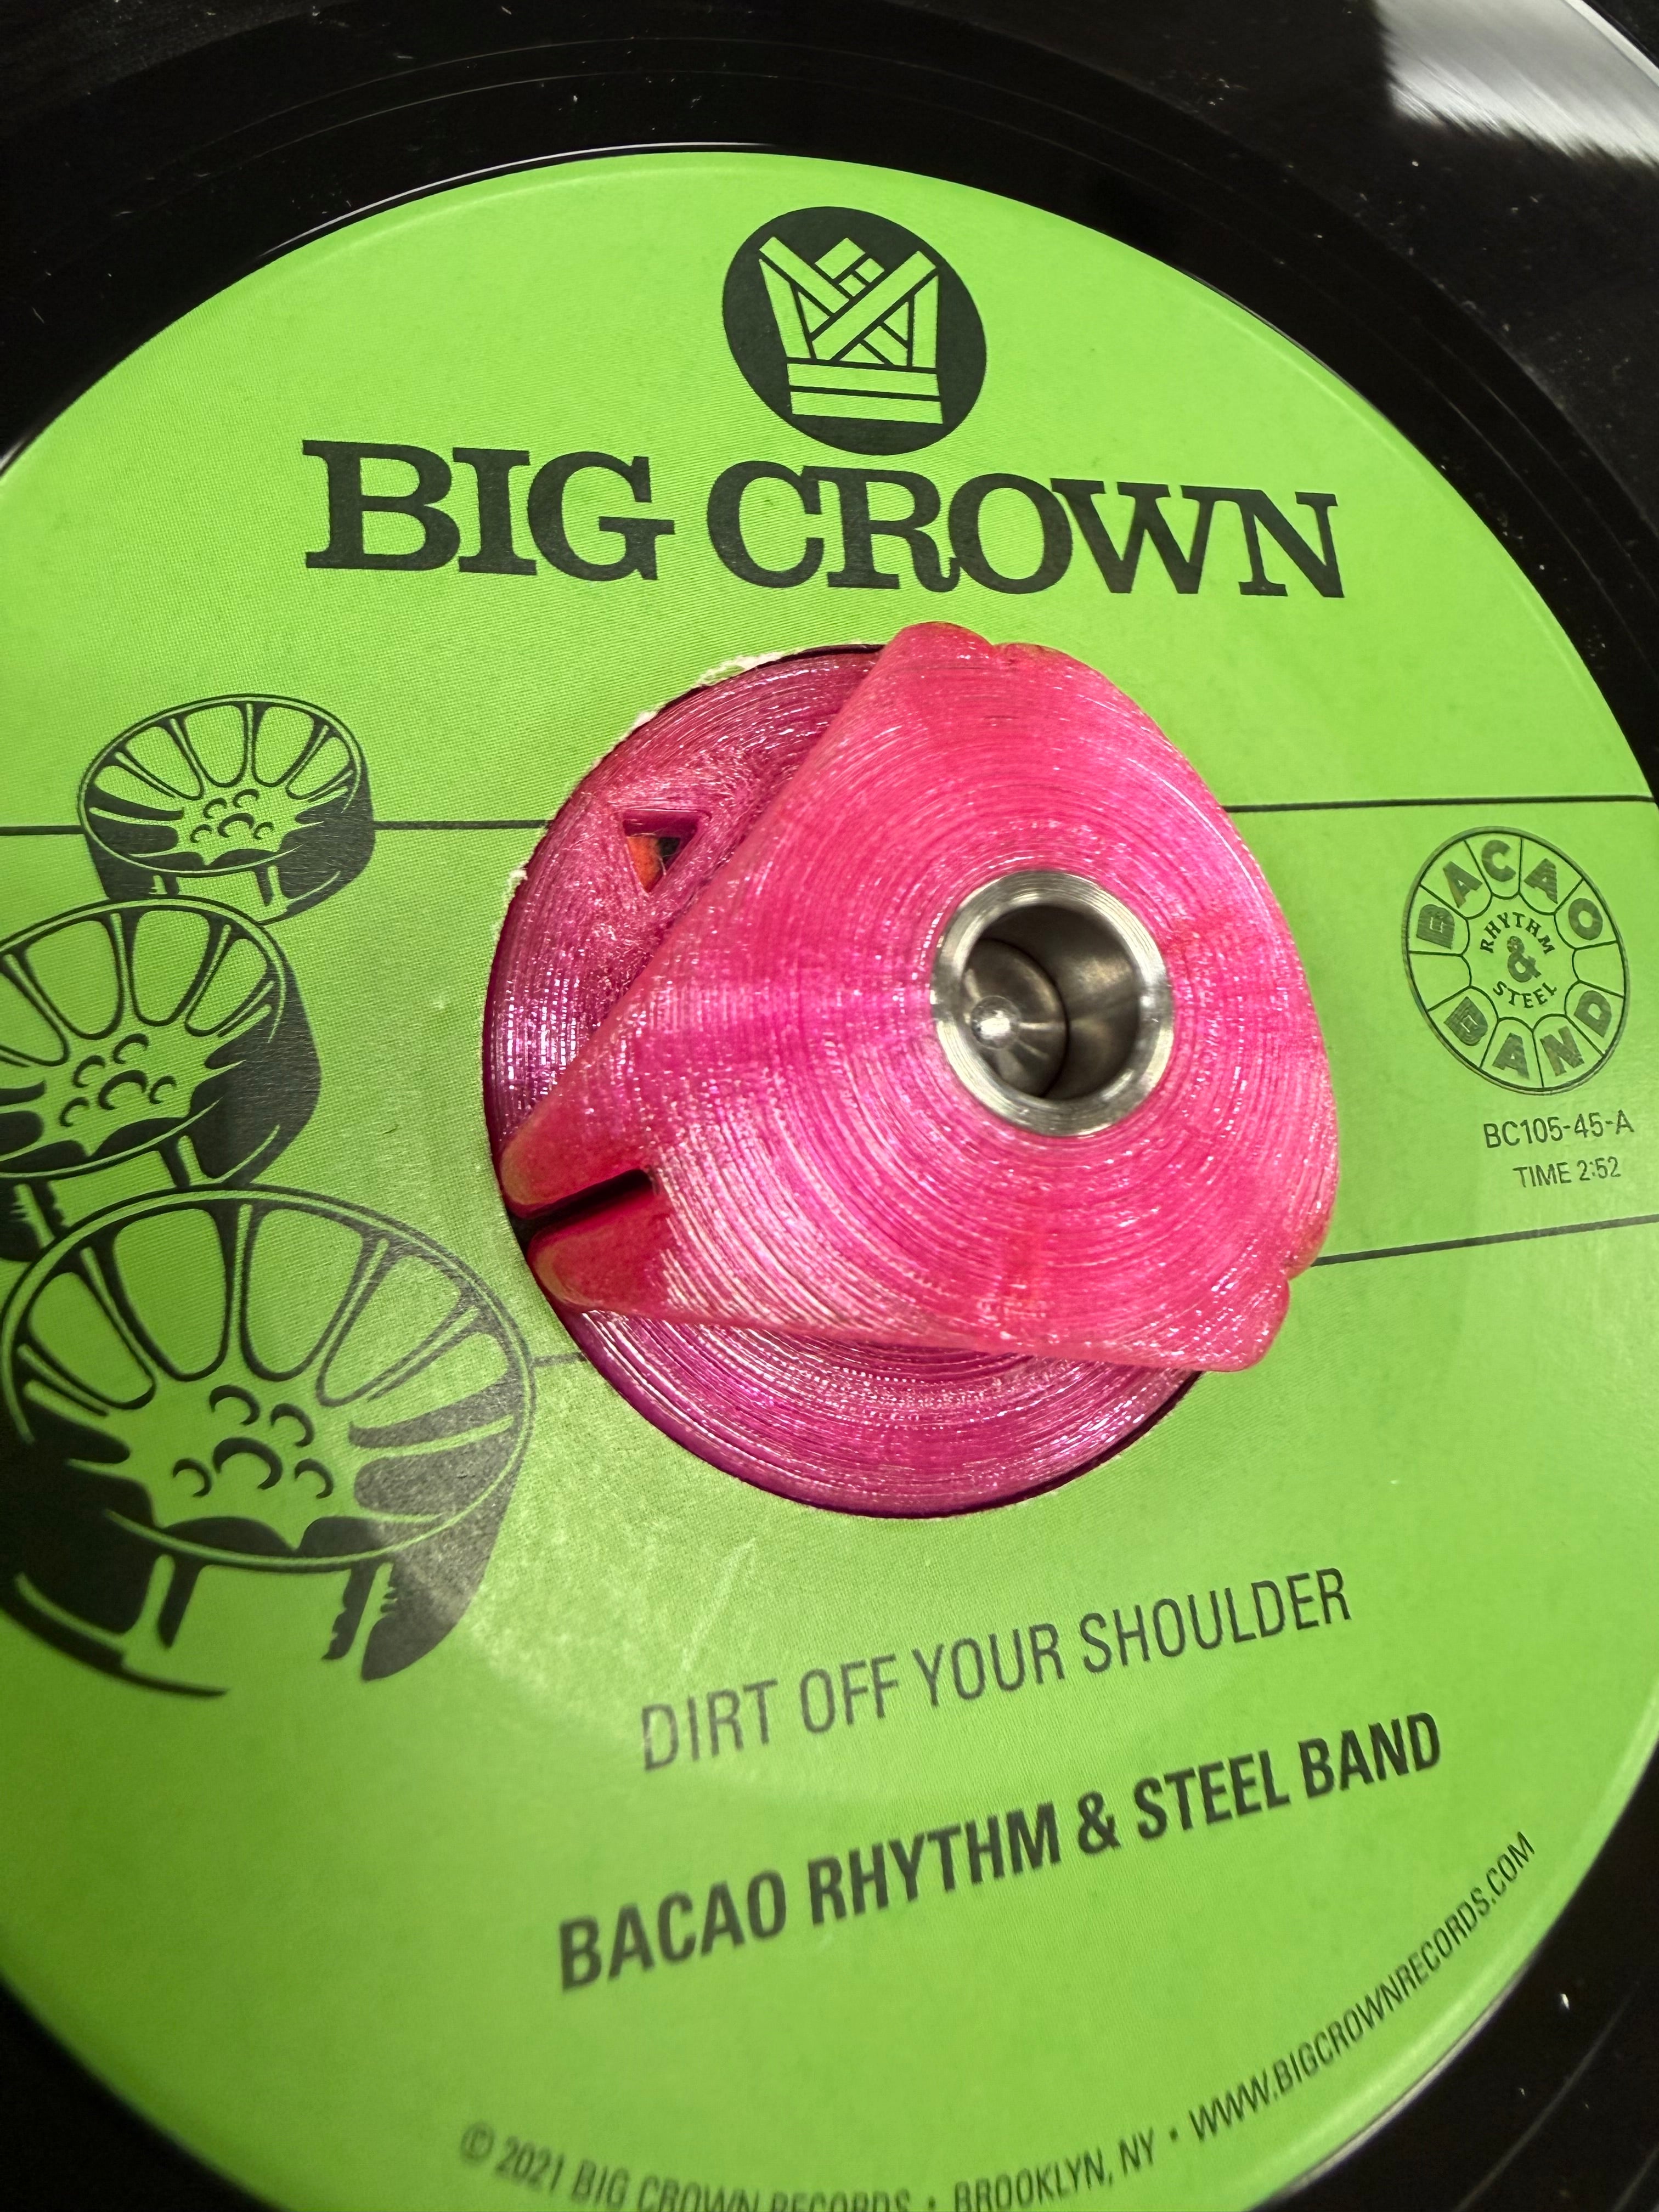 BIG CROWN
BACAO
RHYTHM
&
STEEL
BAND
BC105-45-A
TIME 2:52
DIRT OFF YOUR SHOULDER
BACAO RHYTHM & STEEL BAND
© 2021 BIG CROWN RECORDS • BROOKLYN, NY • WWW.BIGCROWNRECORDS.COM